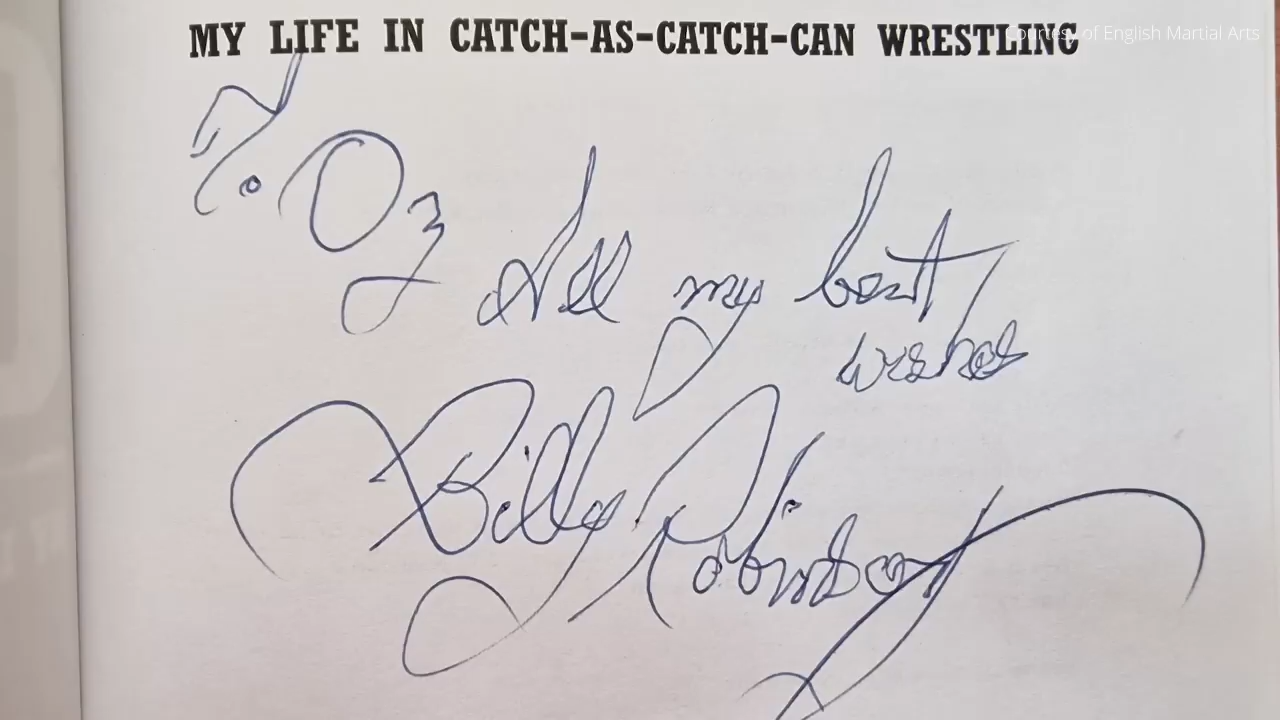 MY LIFE IN CATCH-AS-CATCH-CAN WRESTLING
Courtesy of English Martial Arts
To Oz All my best
wishes
Billy Robinson